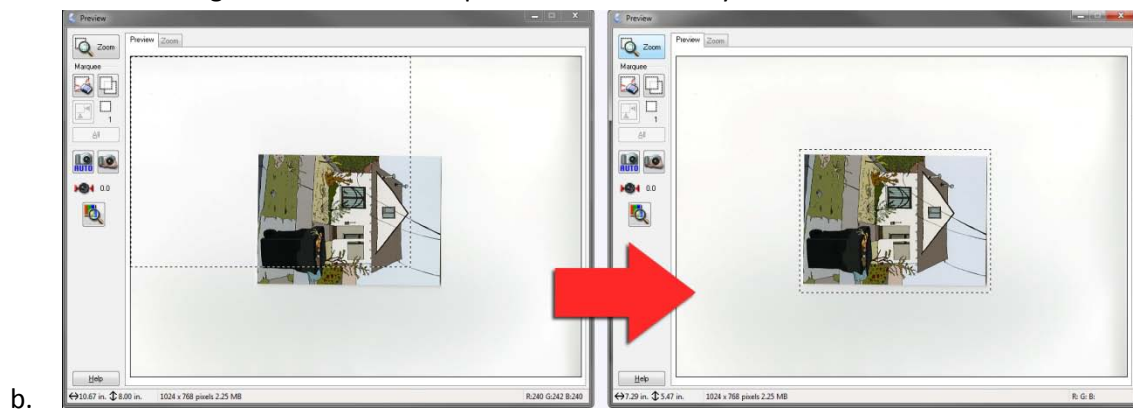 Preview
Zoom
Preview Zoom
Marquee
1
All
AUTO
0.0
Help
10.67 in. 8.00 in. 1024 x 768 pixels 2.25 MB R:240 G:242 B:240
Preview
Zoom
Preview Zoom
Marquee
1
All
AUTO
0.0
Help
7.29 in. 5.47 in. 1024 x 768 pixels 2.25 MB R: G: B:
b.